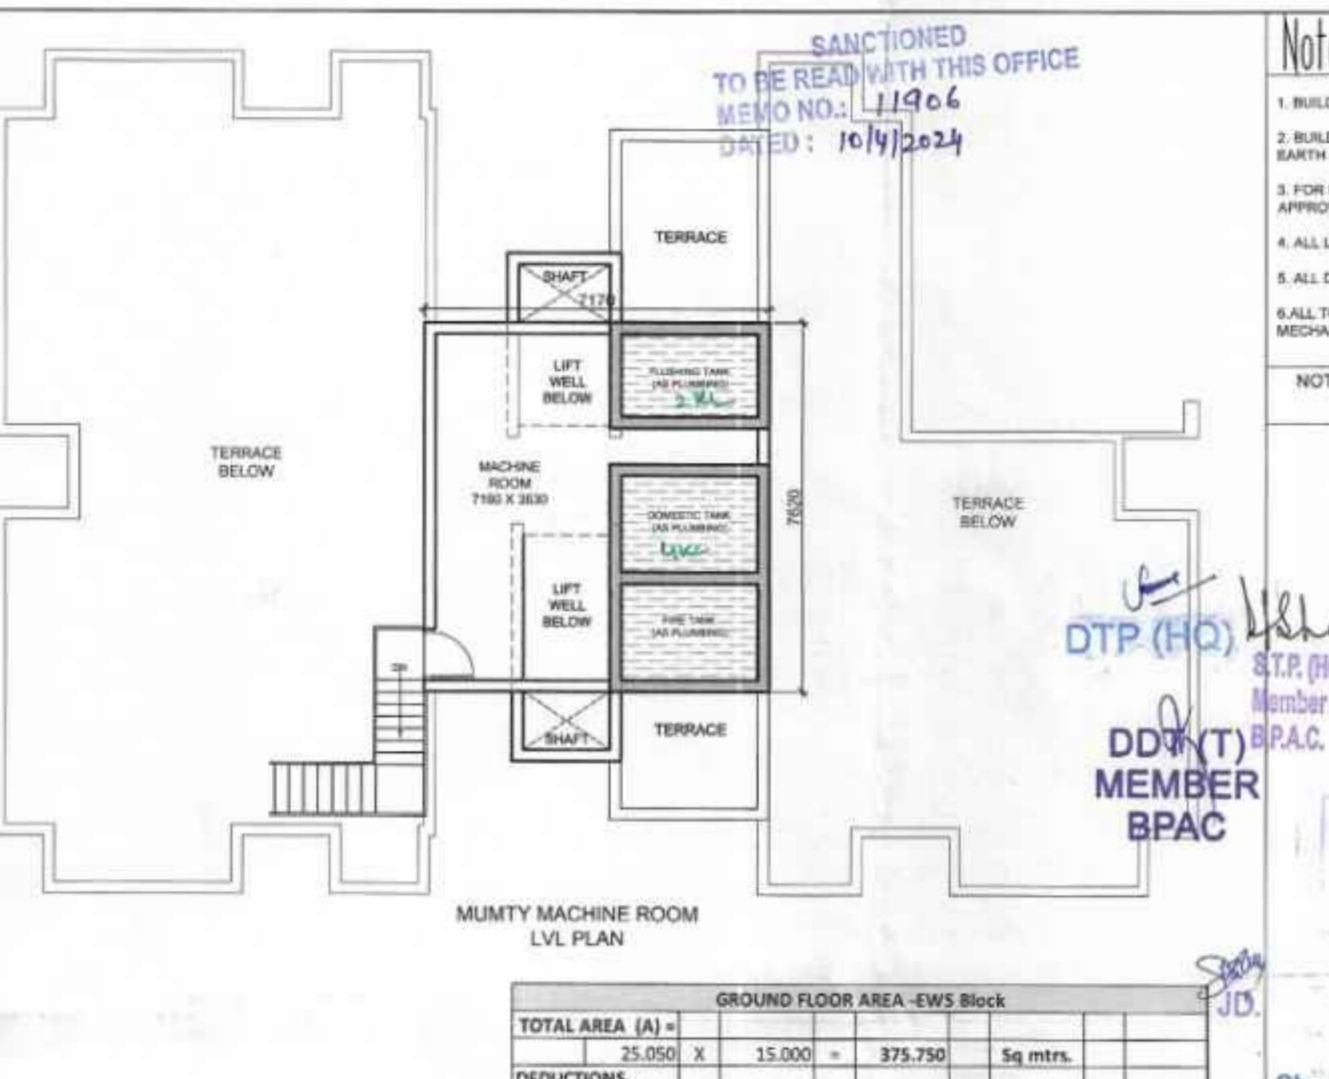 SANCTIONED
TO BE READ WITH THIS OFFICE
MEMO NO.: 11906
DATED: 10/4/2024
TERRACE
SHAFT
7170
LIFT
WELL
BELOW
FLUSHING TANK
(AS PLUMBING)
TERRACE
BELOW
MACHINE
ROOM
7160 X 3630
DOMESTIC TANK
(AS PLUMBING)
7620
TERRACE
BELOW
LIFT
WELL
BELOW
FIRE TANK
(AS PLUMBING)
SHAFT
TERRACE
MUMTY MACHINE ROOM
LVL PLAN
DTP (HQ)
S.T.P. (H
Member
B.P.A.C.
DDT (T)
MEMBER
BPAC
JD.
GROUND FLOOR AREA -EWS Block
TOTAL AREA (A) =
25.050 X 15.000 = 375.750 Sq mtrs.
DEDUCTIONS
Not
1. BUILD
2. BUILD
EARTH
3. FOR
APPRO
4. ALL L
5. ALL D
6.ALL T
MECHA
NOT